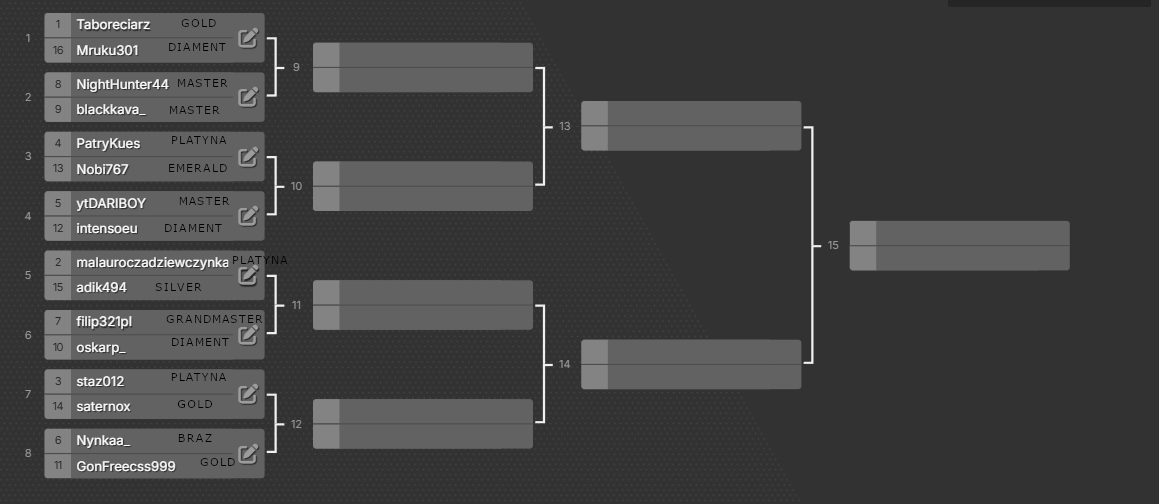 1 Taboreciarz GOLD
1
16 Mruku301 DIAMENT
9
8 NightHunter44 MASTER
2
9 blackkava_ MASTER
13
4 PatryKues PLATYNA
3
13 Nobi767 EMERALD
10
5 ytDARIBOY MASTER
4
12 intensoeu DIAMENT
15
2 malauroczadziewczynka PLATYNA
5
15 adik494 SILVER
11
7 filip321pl GRANDMASTER
6
10 oskarp_ DIAMENT
14
3 staz012 PLATYNA
7
14 saternox GOLD
12
6 Nynkaa_ BRAZ
8
11 GonFreecss999 GOLD